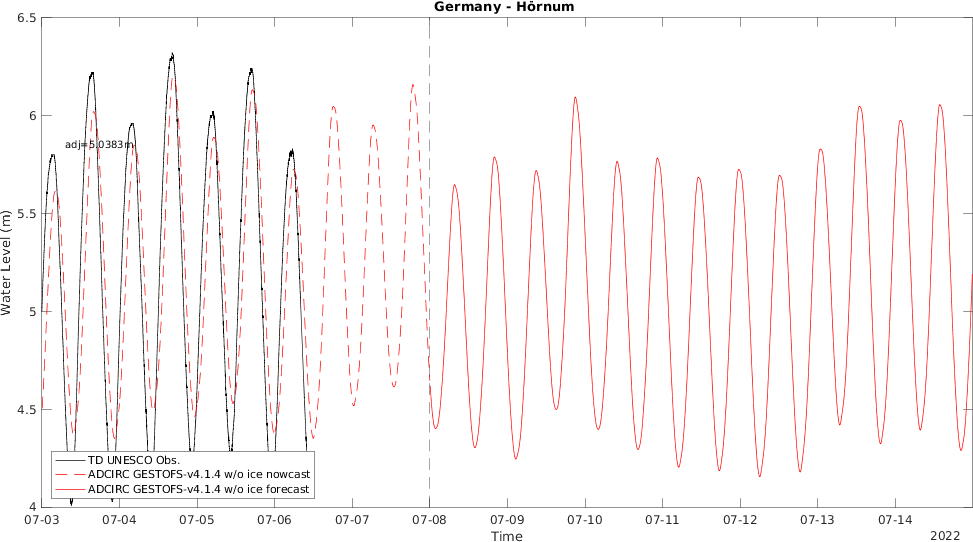 Germany - Hörnum
6.5
6
5.5
5
4.5
4
Water Level (m)
adj=5.0383m
TD UNESCO Obs.
ADCIRC GESTOFS-v4.1.4 w/o ice nowcast
ADCIRC GESTOFS-v4.1.4 w/o ice forecast
07-03 07-04 07-05 07-06 07-07 07-08 07-09 07-10 07-11 07-12 07-13 07-14
Time
2022